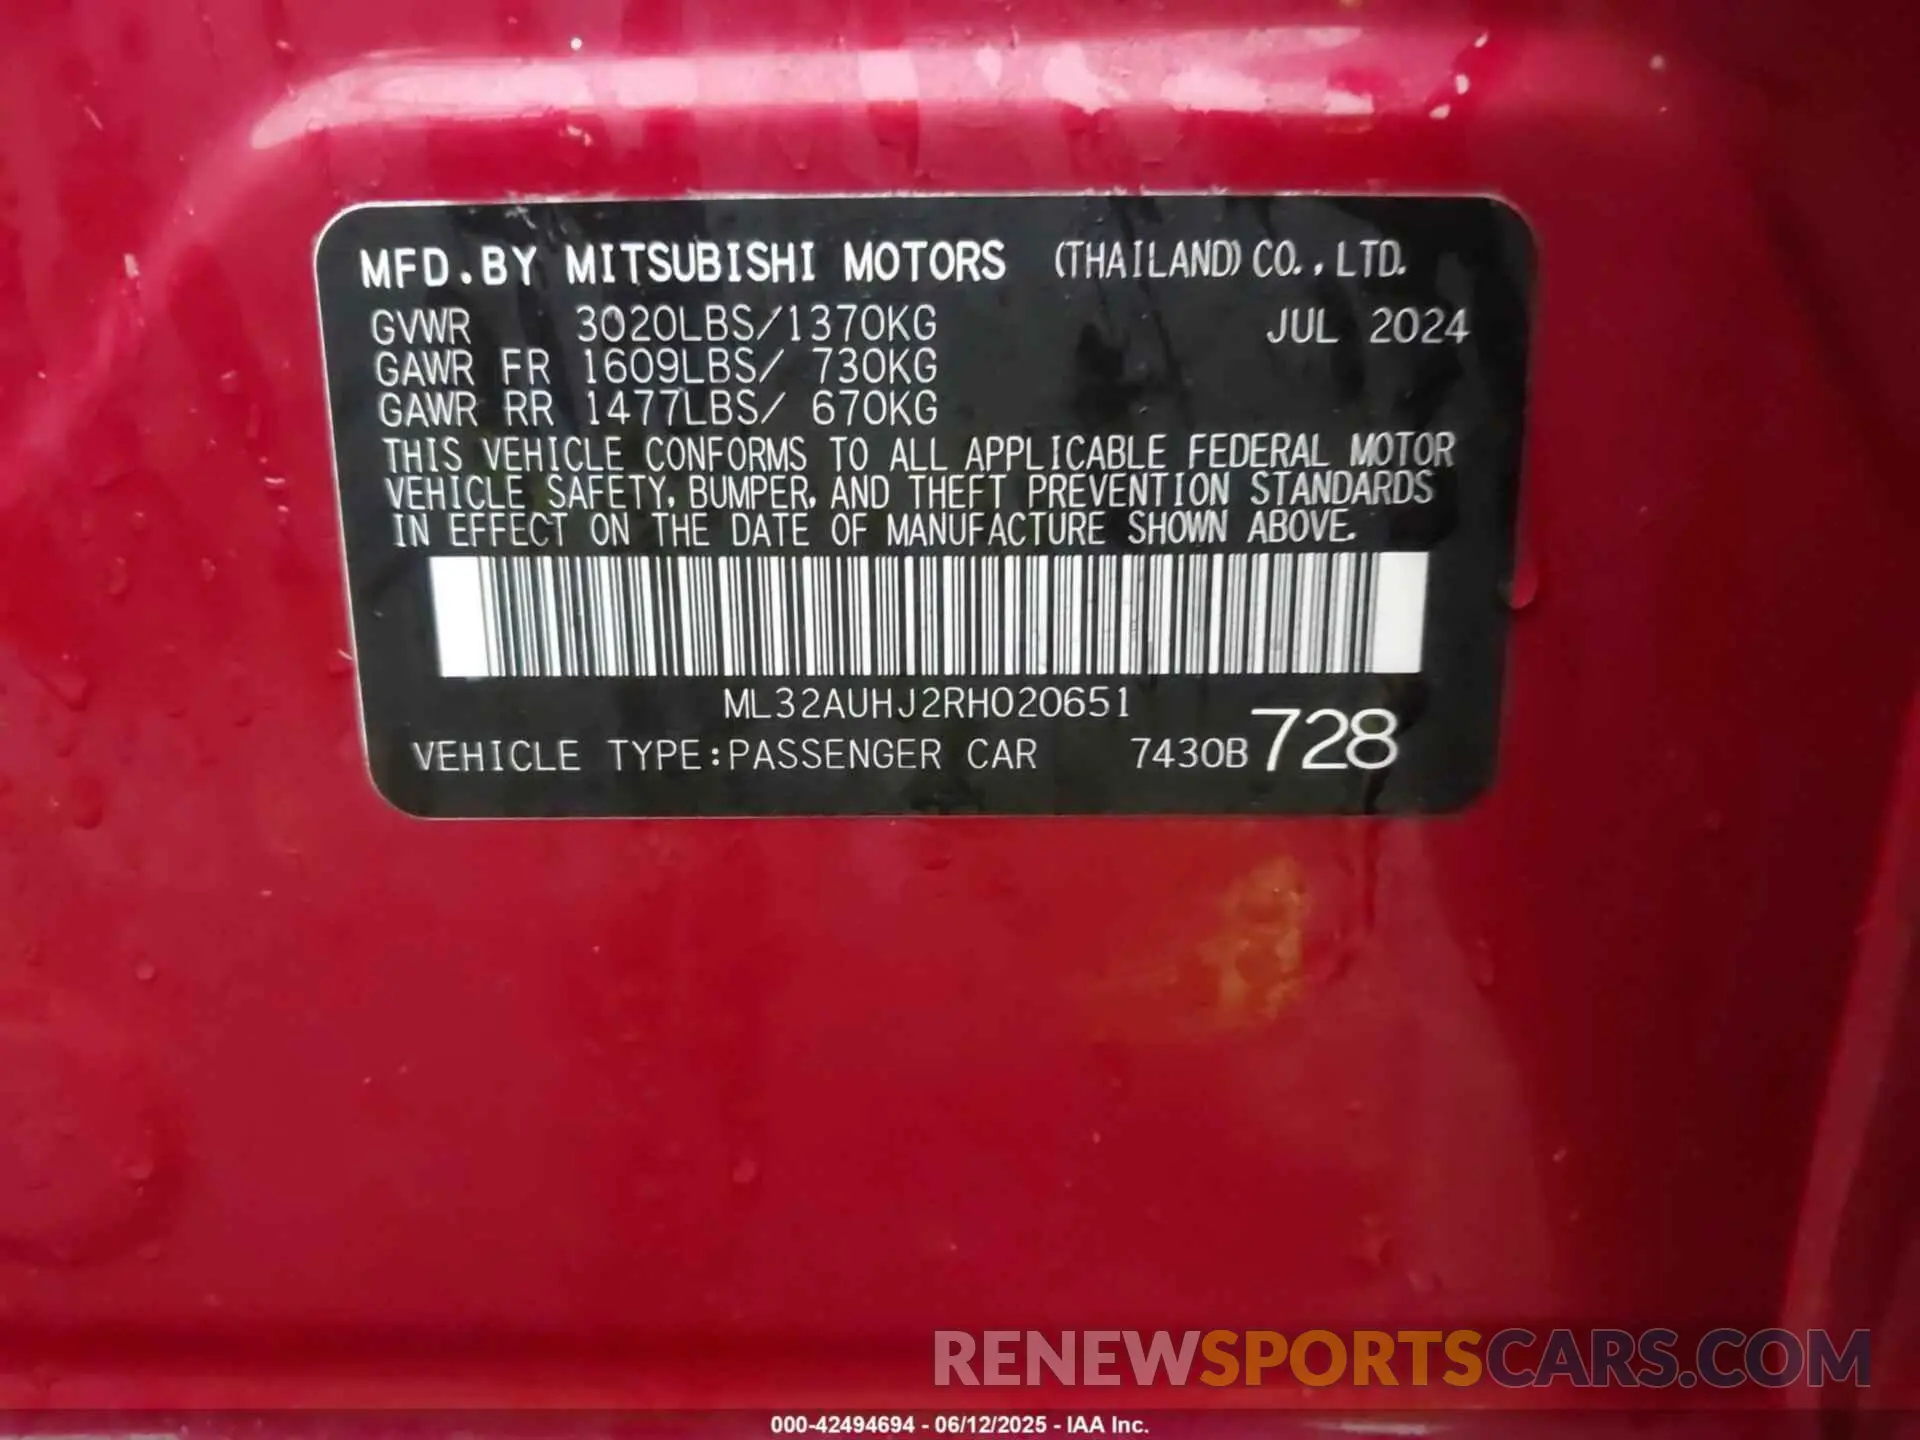 MFD.BY MITSUBISHI MOTORS (THAILAND) CO.,LTD.
GVWR 3020LBS/1370KG JUL 2024
GAWR FR 1609LBS/ 730KG
GAWR RR 1477LBS/ 670KG
THIS VEHICLE CONFORMS TO ALL APPLICABLE FEDERAL MOTOR
VEHICLE SAFETY, BUMPER, AND THEFT PREVENTION STANDARDS
IN EFFECT ON THE DATE OF MANUFACTURE SHOWN ABOVE.
ML32AUHJ2RH020651
VEHICLE TYPE:PASSENGER CAR 7430B 728
RENEWSPORTSCARS.COM
000-42494694 - 06/12/2025 - IAA Inc.